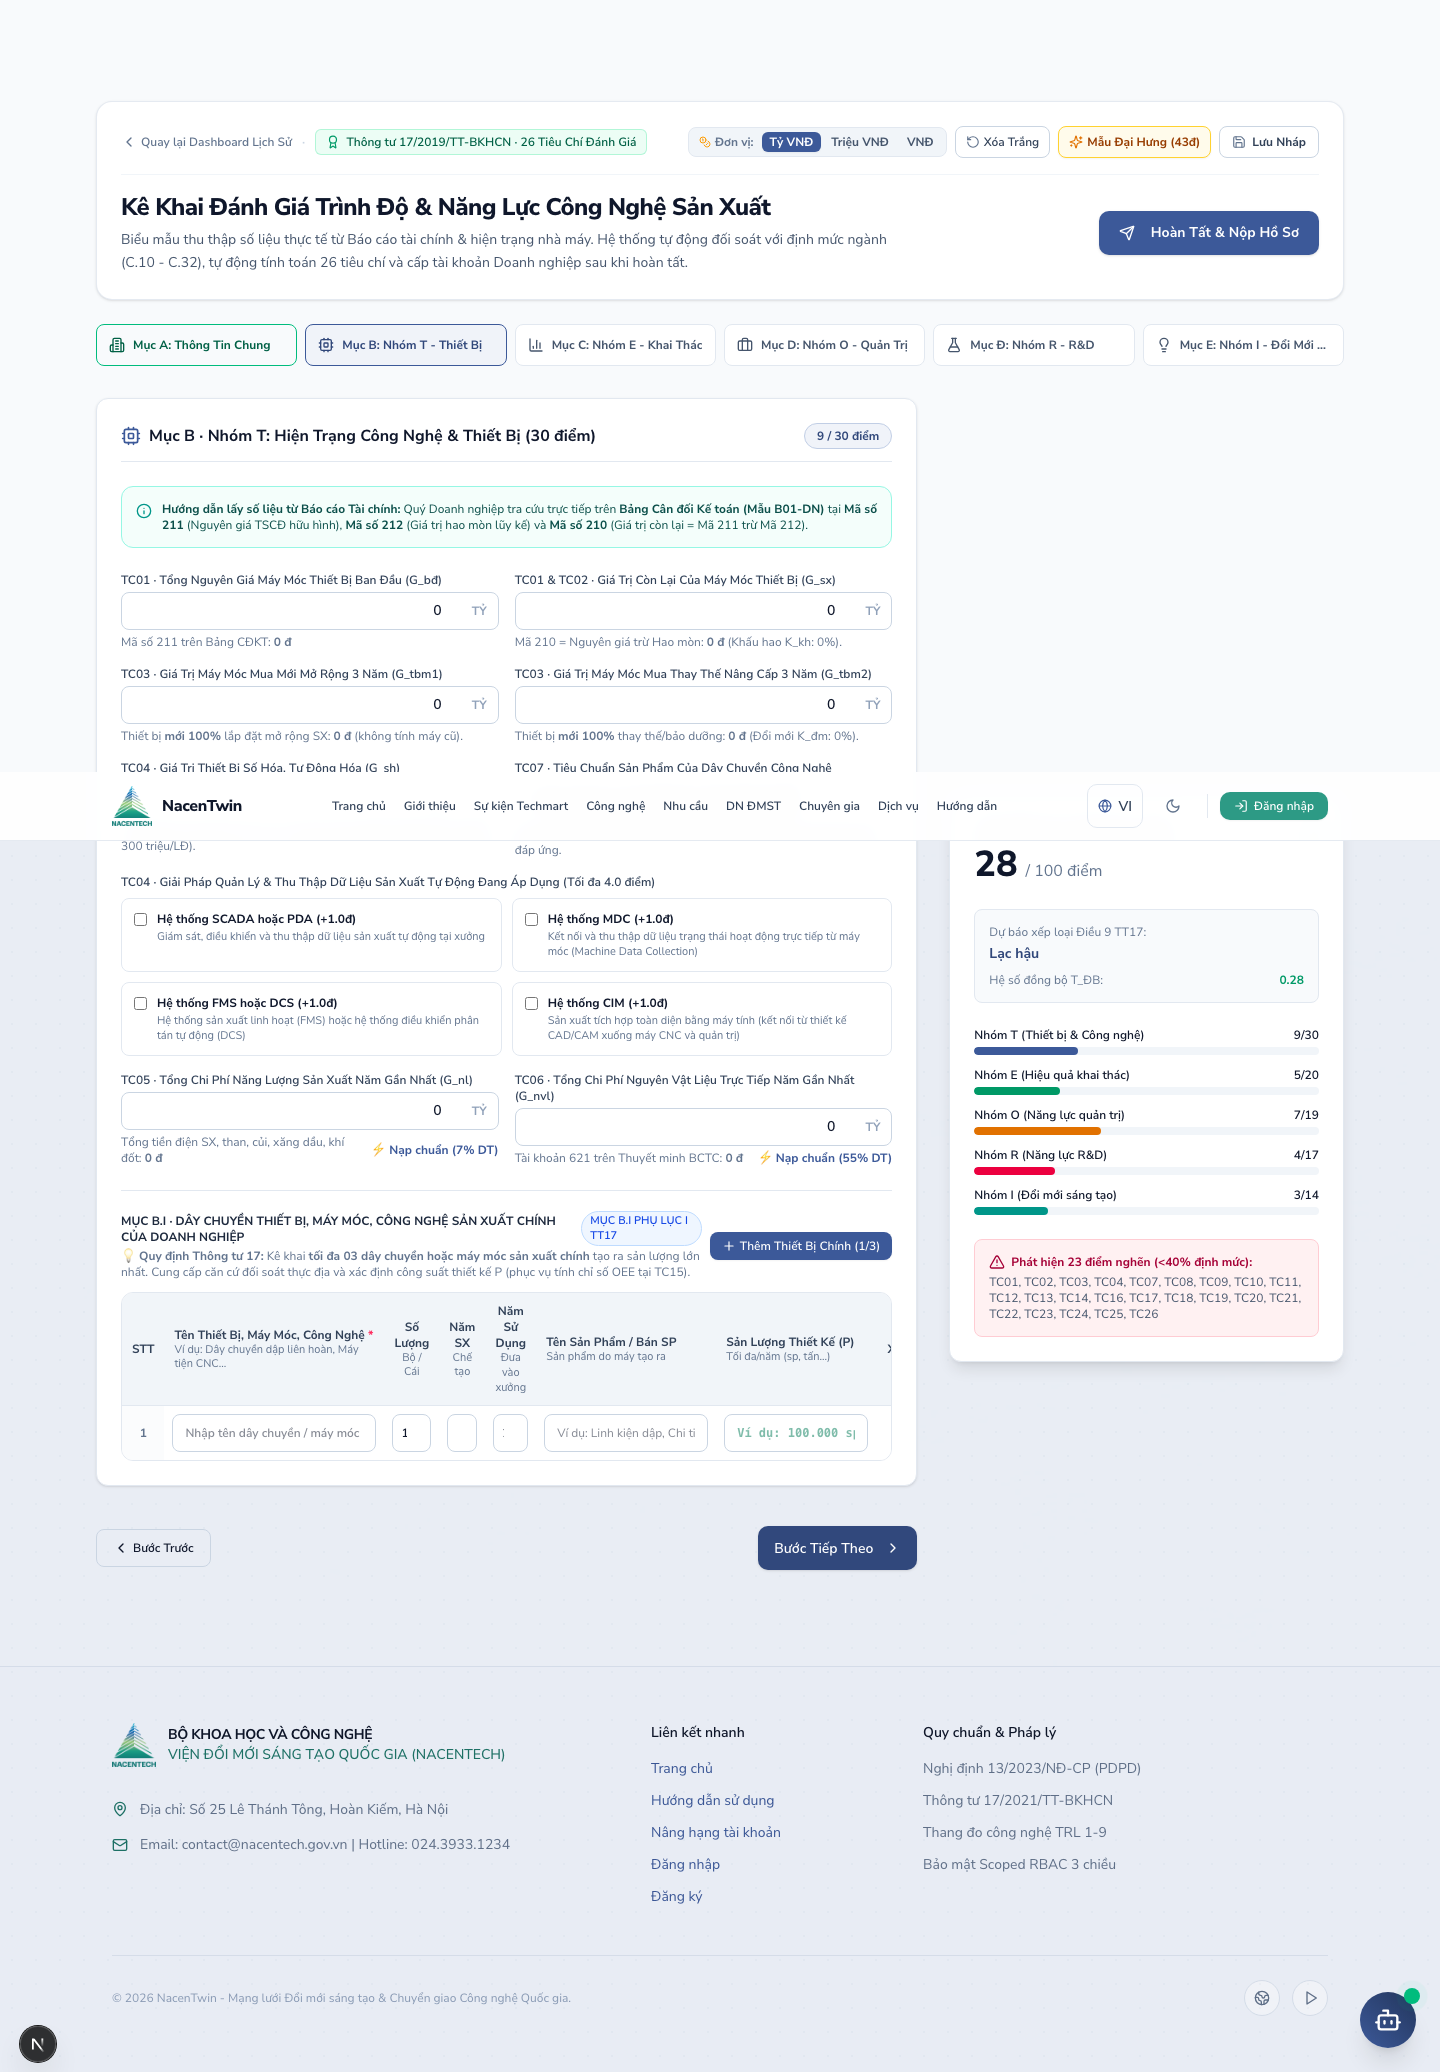 Quay lại Dashboard Lịch Sử · Thông tư 17/2019/TT-BKHCN · 26 Tiêu Chí Đánh Giá
Đơn vị: Tỷ VNĐ Triệu VNĐ VNĐ
Xóa Trắng
Mẫu Đại Hưng (43đ)
Lưu Nháp
Kê Khai Đánh Giá Trình Độ & Năng Lực Công Nghệ Sản Xuất
Biểu mẫu thu thập số liệu thực tế từ Báo cáo tài chính & hiện trạng nhà máy. Hệ thống tự động đối soát với định mức ngành
(C.10 - C.32), tự động tính toán 26 tiêu chí và cấp tài khoản Doanh nghiệp sau khi hoàn tất.
Hoàn Tất & Nộp Hồ Sơ
Mục A: Thông Tin Chung
Mục B: Nhóm T - Thiết Bị
Mục C: Nhóm E - Khai Thác
Mục D: Nhóm O - Quản Trị
Mục Đ: Nhóm R - R&D
Mục E: Nhóm I - Đổi Mới ...
Mục B · Nhóm T: Hiện Trạng Công Nghệ & Thiết Bị (30 điểm)
9 / 30 điểm
Hướng dẫn lấy số liệu từ Báo cáo Tài chính: Quý Doanh nghiệp tra cứu trực tiếp trên Bảng Cân đối Kế toán (Mẫu B01-DN) tại Mã số
211 (Nguyên giá TSCĐ hữu hình), Mã số 212 (Giá trị hao mòn lũy kế) và Mã số 210 (Giá trị còn lại = Mã 211 trừ Mã 212).
TC01 · Tổng Nguyên Giá Máy Móc Thiết Bị Ban Đầu (G_bđ)
0 TỶ
Mã số 211 trên Bảng CĐKT: 0 đ
TC01 & TC02 · Giá Trị Còn Lại Của Máy Móc Thiết Bị (G_sx)
0 TỶ
Mã 210 = Nguyên giá trừ Hao mòn: 0 đ (Khấu hao K_kh: 0%).
TC03 · Giá Trị Máy Móc Mua Mới Mở Rộng 3 Năm (G_tbm1)
0 TỶ
Thiết bị mới 100% lắp đặt mở rộng SX: 0 đ (không tính máy cũ).
TC03 · Giá Trị Máy Móc Mua Thay Thế Nâng Cấp 3 Năm (G_tbm2)
0 TỶ
Thiết bị mới 100% thay thế/bảo dưỡng: 0 đ (Đổi mới K_đm: 0%).
TC04 · Giá Trị Thiết Bị Số Hóa, Tự Động Hóa (G_sh)
TC07 · Tiêu Chuẩn Sản Phẩm Của Dây Chuyền Công Nghệ
NACENTECH
NacenTwin
Trang chủ
Giới thiệu
Sự kiện Techmart
Công nghệ
Nhu cầu
DN ĐMST
Chuyên gia
Dịch vụ
Hướng dẫn
VI
Đăng nhập
300 triệu/LĐ).
đáp ứng.
TC04 · Giải Pháp Quản Lý & Thu Thập Dữ Liệu Sản Xuất Tự Động Đang Áp Dụng (Tối đa 4.0 điểm)
Hệ thống SCADA hoặc PDA (+1.0đ)
Giám sát, điều khiển và thu thập dữ liệu sản xuất tự động tại xưởng
Hệ thống MDC (+1.0đ)
Kết nối và thu thập dữ liệu trạng thái hoạt động trực tiếp từ máy
móc (Machine Data Collection)
Hệ thống FMS hoặc DCS (+1.0đ)
Hệ thống sản xuất linh hoạt (FMS) hoặc hệ thống điều khiển phân
tán tự động (DCS)
Hệ thống CIM (+1.0đ)
Sản xuất tích hợp toàn diện bằng máy tính (kết nối từ thiết kế
CAD/CAM xuống máy CNC và quản trị)
TC05 · Tổng Chi Phí Năng Lượng Sản Xuất Năm Gần Nhất (G_nl)
0 TỶ
Tổng tiền điện SX, than, củi, xăng dầu, khí
đốt: 0 đ
⚡ Nạp chuẩn (7% DT)
TC06 · Tổng Chi Phí Nguyên Vật Liệu Trực Tiếp Năm Gần Nhất
(G_nvl)
0 TỶ
Tài khoản 621 trên Thuyết minh BCTC: 0 đ
⚡ Nạp chuẩn (55% DT)
MỤC B.I · DÂY CHUYỀN THIẾT BỊ, MÁY MÓC, CÔNG NGHỆ SẢN XUẤT CHÍNH
CỦA DOANH NGHIỆP
MỤC B.I PHỤ LỤC I
TT17
💡 Quy định Thông tư 17: Kê khai tối đa 03 dây chuyền hoặc máy móc sản xuất chính tạo ra sản lượng lớn
nhất. Cung cấp căn cứ đối soát thực địa và xác định công suất thiết kế P (phục vụ tính chỉ số OEE tại TC15).
Thêm Thiết Bị Chính (1/3)
STT
Tên Thiết Bị, Máy Móc, Công Nghệ *
Ví dụ: Dây chuyền dập liên hoàn, Máy
tiện CNC...
Số
Lượng
Bộ /
Cái
Năm
SX
Chế
tạo
Năm
Sử
Dụng
Đưa
vào
xưởng
Tên Sản Phẩm / Bán SP
Sản phẩm do máy tạo ra
Sản Lượng Thiết Kế (P)
Tối đa/năm (sp, tấn...)
1
Nhập tên dây chuyền / máy móc
1
Ví dụ: Linh kiện dập, Chi ti
Ví dụ: 100.000 sp
Bước Trước
Bước Tiếp Theo
28 / 100 điểm
Dự báo xếp loại Điều 9 TT17:
Lạc hậu
Hệ số đồng bộ T_ĐB: 0.28
Nhóm T (Thiết bị & Công nghệ) 9/30
Nhóm E (Hiệu quả khai thác) 5/20
Nhóm O (Năng lực quản trị) 7/19
Nhóm R (Năng lực R&D) 4/17
Nhóm I (Đổi mới sáng tạo) 3/14
Phát hiện 23 điểm nghẽn (<40% định mức):
TC01, TC02, TC03, TC04, TC07, TC08, TC09, TC10, TC11,
TC12, TC13, TC14, TC16, TC17, TC18, TC19, TC20, TC21,
TC22, TC23, TC24, TC25, TC26
NACENTECH
BỘ KHOA HỌC VÀ CÔNG NGHỆ
VIỆN ĐỔI MỚI SÁNG TẠO QUỐC GIA (NACENTECH)
Địa chỉ: Số 25 Lê Thánh Tông, Hoàn Kiếm, Hà Nội
Email: contact@nacentech.gov.vn | Hotline: 024.3933.1234
Liên kết nhanh
Trang chủ
Hướng dẫn sử dụng
Nâng hạng tài khoản
Đăng nhập
Đăng ký
Quy chuẩn & Pháp lý
Nghị định 13/2023/NĐ-CP (PDPD)
Thông tư 17/2021/TT-BKHCN
Thang đo công nghệ TRL 1-9
Bảo mật Scoped RBAC 3 chiều
© 2026 NacenTwin - Mạng lưới Đổi mới sáng tạo & Chuyển giao Công nghệ Quốc gia.